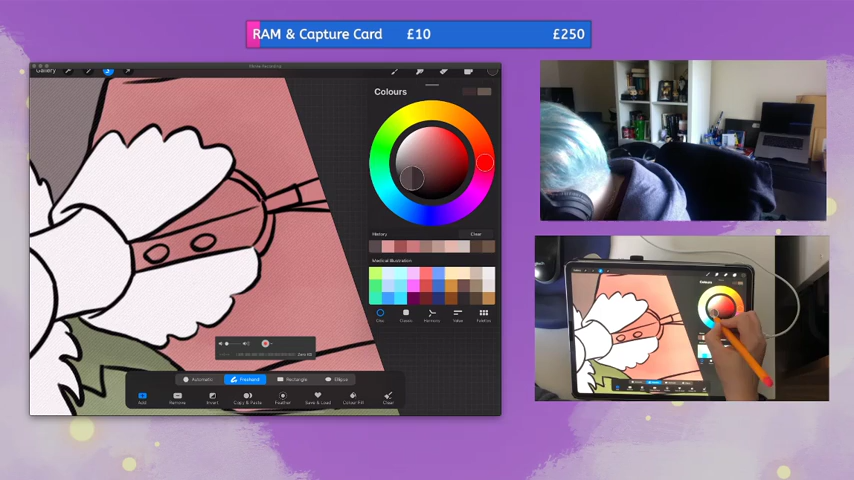 RAM & Capture Card £10 £250
Gallery
Colours
History Clear
Medical Illustration
Disc Classic Harmony Value Palettes
Automatic Freehand Rectangle Ellipse
Add Remove Invert Copy & Paste Feather Save & Load Colour Fill Clear
Colours